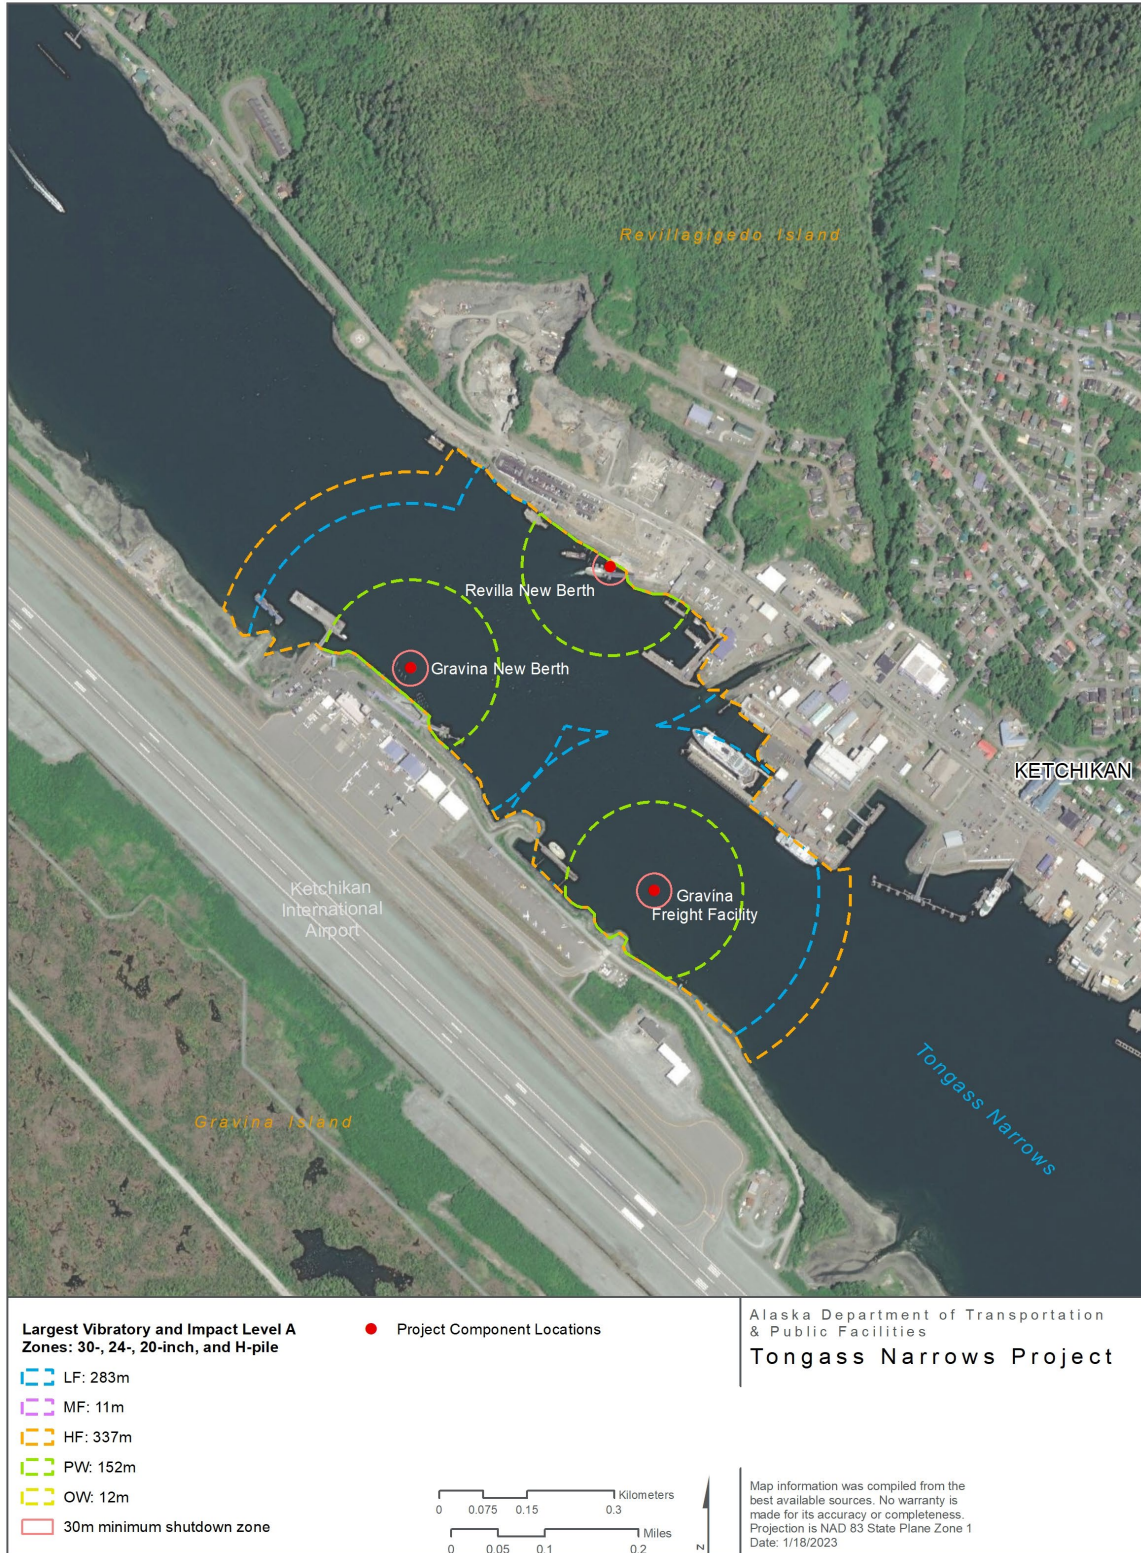 Revillagigedo Island
Revilla New Berth
Gravina New Berth
KETCHIKAN
Ketchikan
International
Airport
Gravina
Freight Facility
Tongass Narrows
Gravina Island
Largest Vibratory and Impact Level A
Zones: 30-, 24-, 20-inch, and H-pile
LF: 283m
MF: 11m
HF: 337m
PW: 152m
OW: 12m
30m minimum shutdown zone
Project Component Locations
Kilometers
0 0.075 0.15 0.3
Miles
0 0.05 0.1 0.2
N
Alaska Department of Transportation
& Public Facilities
Tongass Narrows Project
Map information was compiled from the
best available sources. No warranty is
made for its accuracy or completeness.
Projection is NAD 83 State Plane Zone 1
Date: 1/18/2023